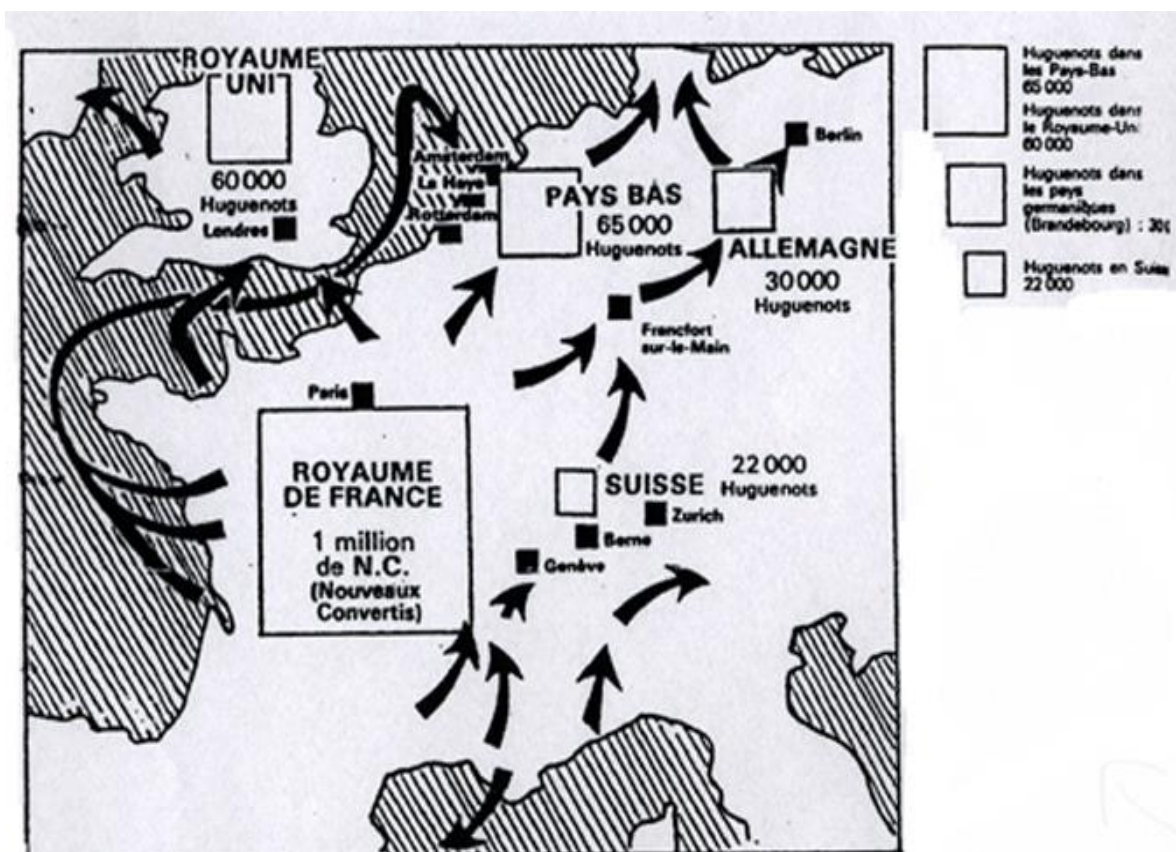 ROYAUME
UNI
60 000
Huguenots
Londres
Amsterdam
La Haye
Rotterdam
PAYS BAS
65 000
Huguenots
Berlin
ALLEMAGNE
30 000
Huguenots
Francfort
sur-le-Main
Paris
ROYAUME
DE FRANCE
1 million
de N.C.
(Nouveaux
Convertis)
SUISSE
22 000
Huguenots
Zurich
Berne
Genève
Huguenots dans
les Pays-Bas
65 000
Huguenots dans
le Royaume-Uni
60 000
Huguenots dans
les pays
germaniques
(Brandebourg) : 30
Huguenots en Suiss
22 000